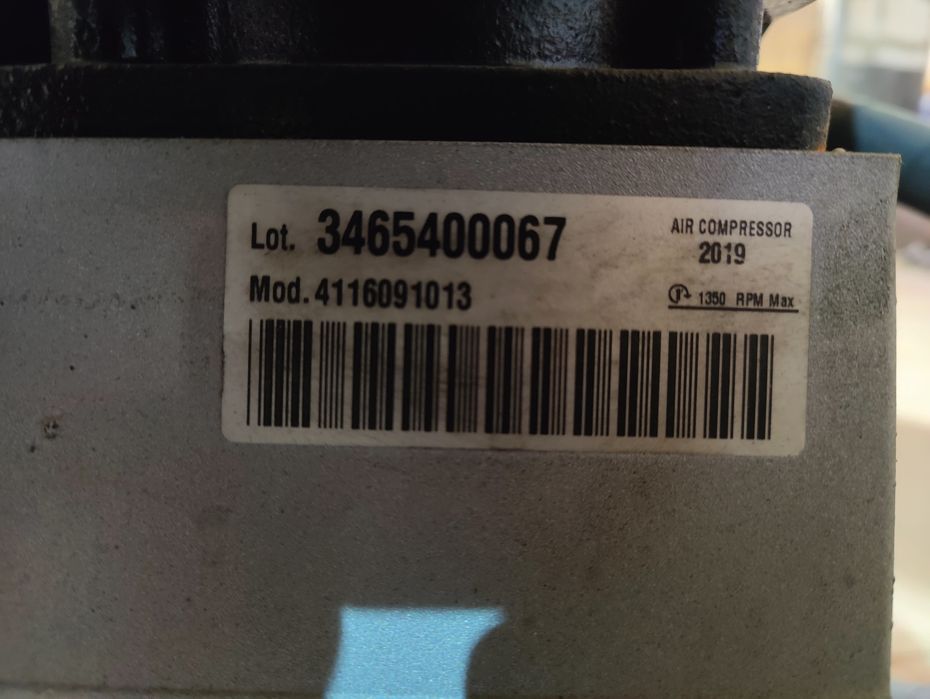 Lot. 3465400067
Mod. 4116091013
AIR COMPRESSOR
2019
1350 RPM Max